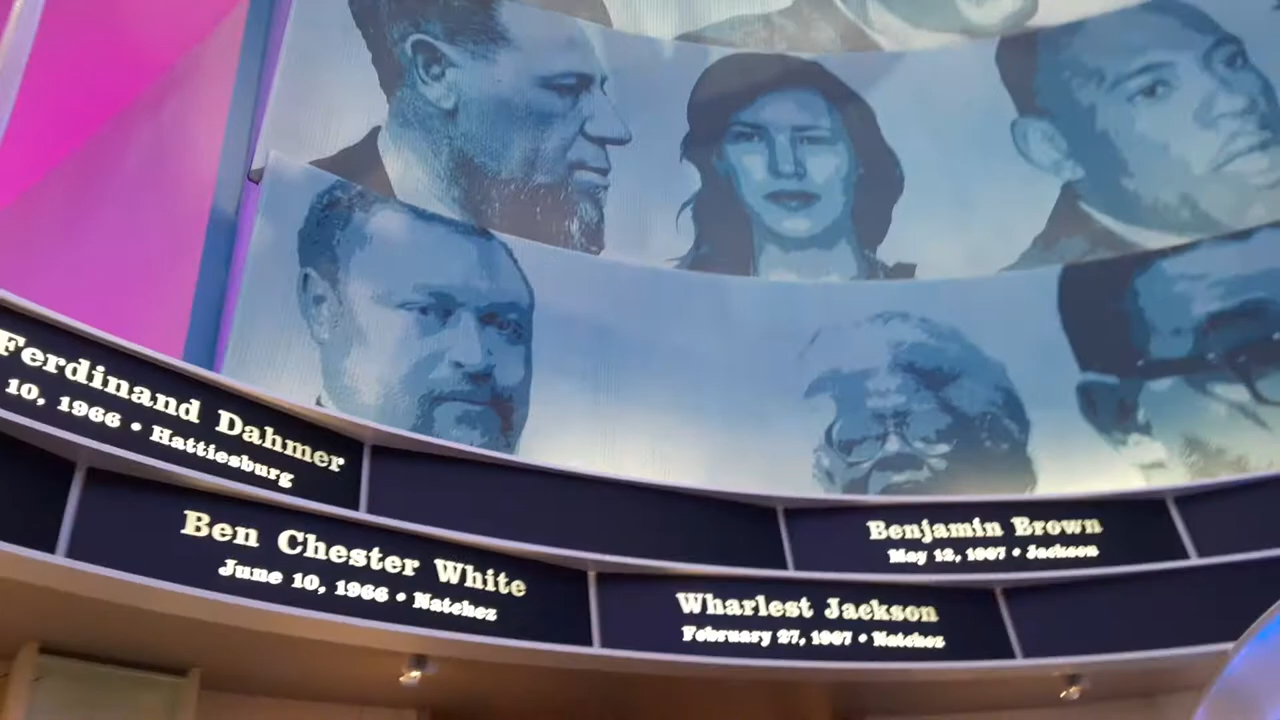 Ferdinand Dahmer
10, 1966 • Hattiesburg
Ben Chester White
June 10, 1966 • Natchez
Benjamin Brown
May 12, 1967 • Jackson
Wharlest Jackson
February 27, 1967 • Natchez